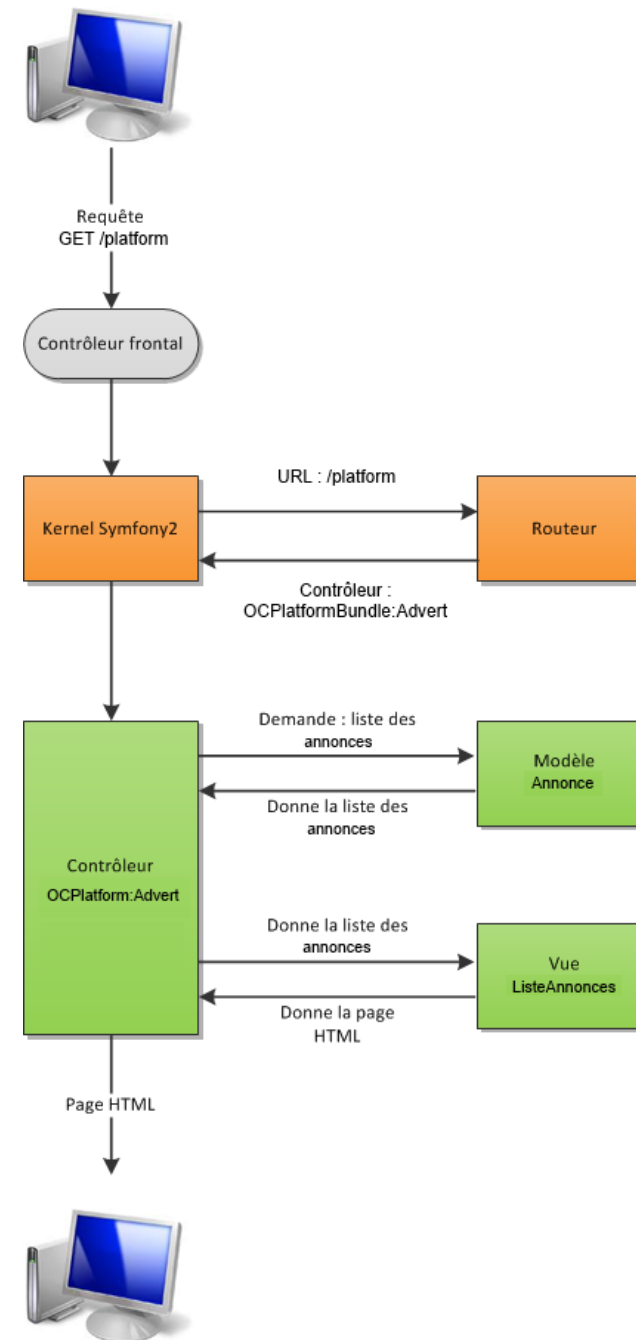 Requête
GET /platform
Contrôleur frontal
URL : /platform
Kernel Symfony2
Routeur
Contrôleur :
OCPlatformBundle:Advert
Demande : liste des
annonces
Modèle
Annonce
Donne la liste des
annonces
Contrôleur
OCPlatform:Advert
Donne la liste des
annonces
Vue
ListeAnnonces
Donne la page
HTML
Page HTML